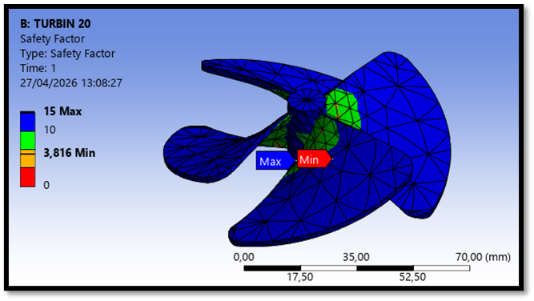 B: TURBIN 20
Safety Factor
Type: Safety Factor
Time: 1
27/04/2026 13:08:27
15 Max
10
3,816 Min
0
Max
Min
0,00
35,00
70,00 (mm)
17,50
52,50